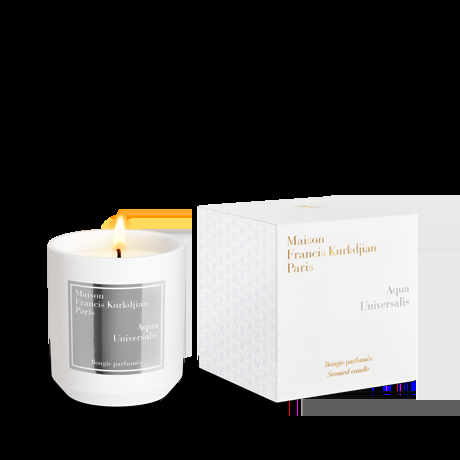 Maison
Francis Kurkdjian
Paris
Aqua
Universalis
Bougie parfumée
Maison
Francis Kurkdjian
Paris
Aqua
Universalis
Bougie parfumée
Scented candle